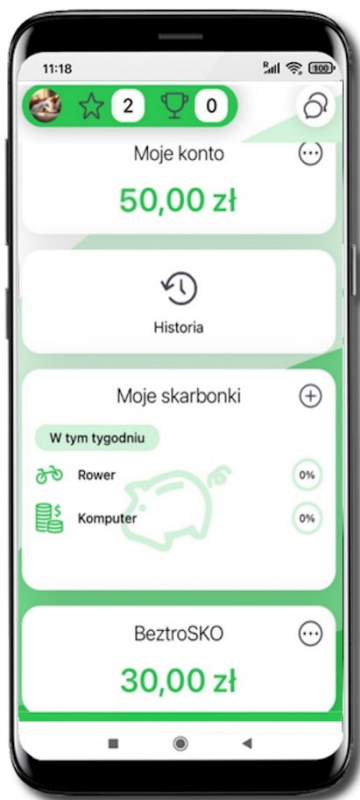 11:18
R
100
2
0
Moje konto
50,00 zł
Historia
Moje skarbonki
W tym tygodniu
Rower
0%
$
Komputer
0%
BeztroSKO
30,00 zł